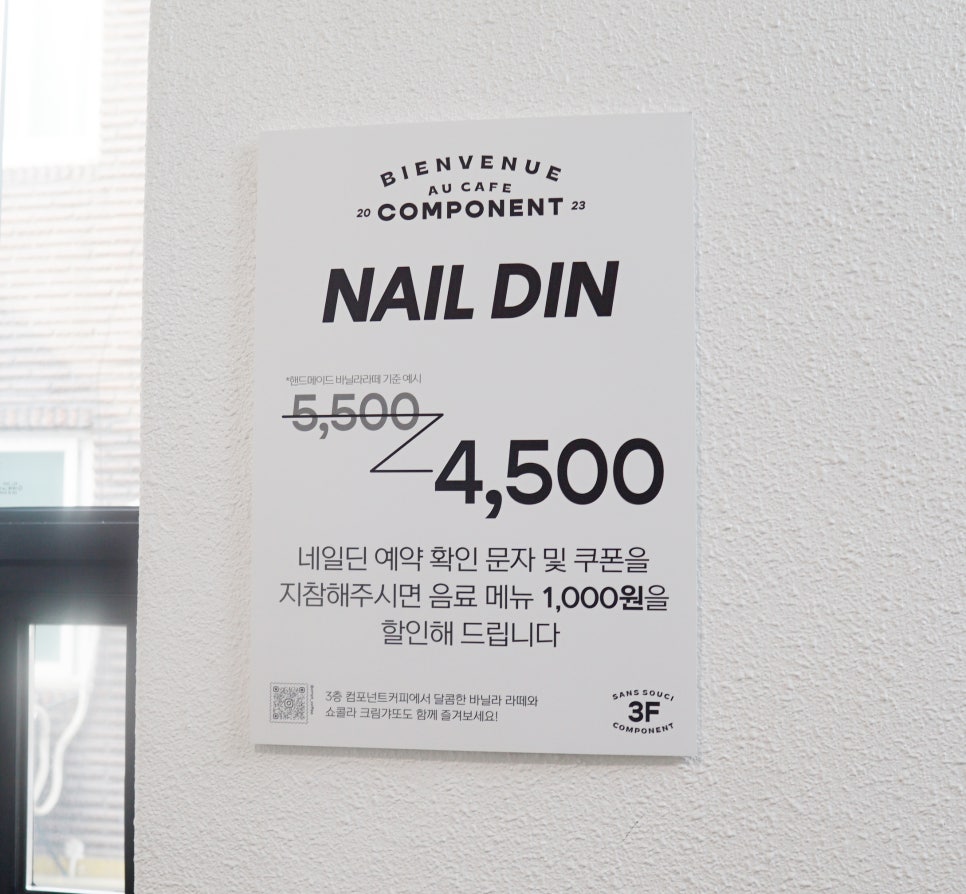 BIENVENUE
AU CAFE
20 COMPONENT 23
NAIL DIN
*핸드메이드 바닐라라떼 기준 예시
5,500
4,500
네일딘 예약 확인 문자 및 쿠폰을
지참해주시면 음료 메뉴 1,000원을
할인해 드립니다
3층 컴포넌트커피에서 달콤한 바닐라 라떼와
쇼콜라 크림갸또도 함께 즐겨보세요!
SANS SOUCI
3F
COMPONENT